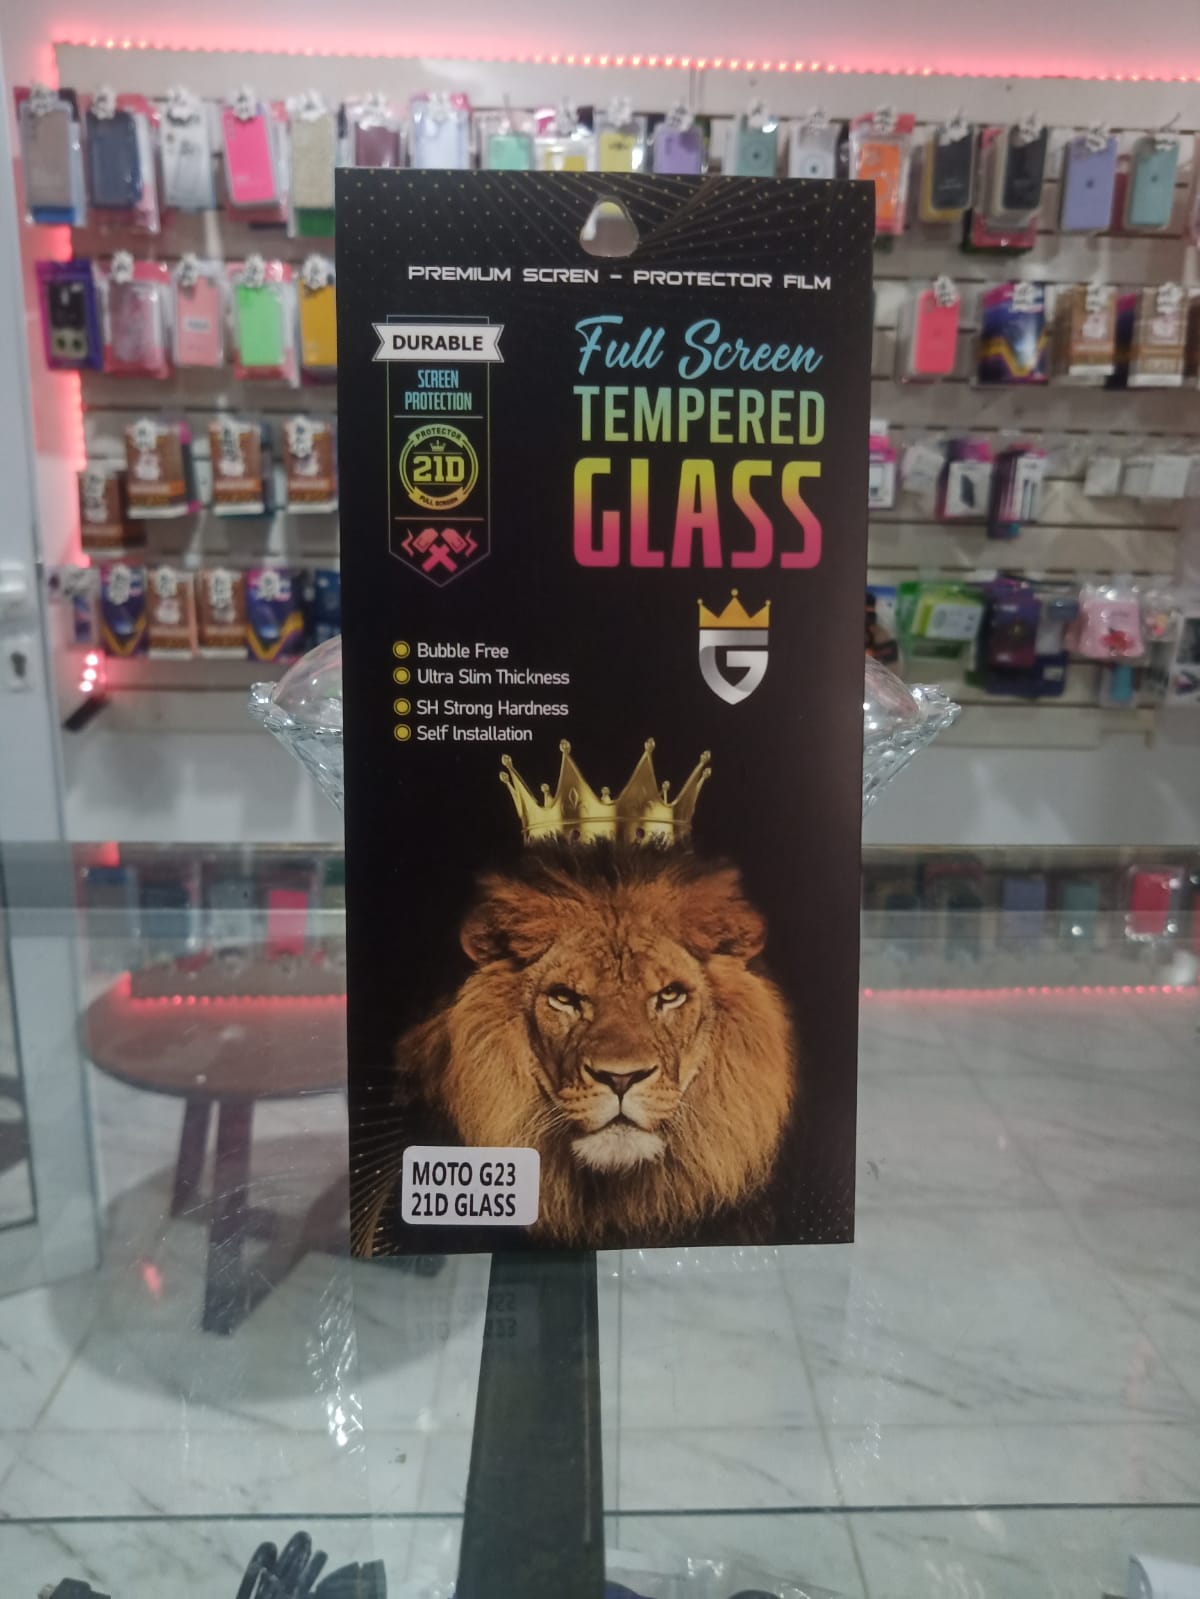 PREMIUM SCREN - PROTECTOR FILM
DURABLE
SCREEN
PROTECTION
PROTECTOR
21D
FULL SCREEN
Full Screen
TEMPERED
GLASS
G
Bubble Free
Ultra Slim Thickness
SH Strong Hardness
Self Installation
MOTO G23
21D GLASS